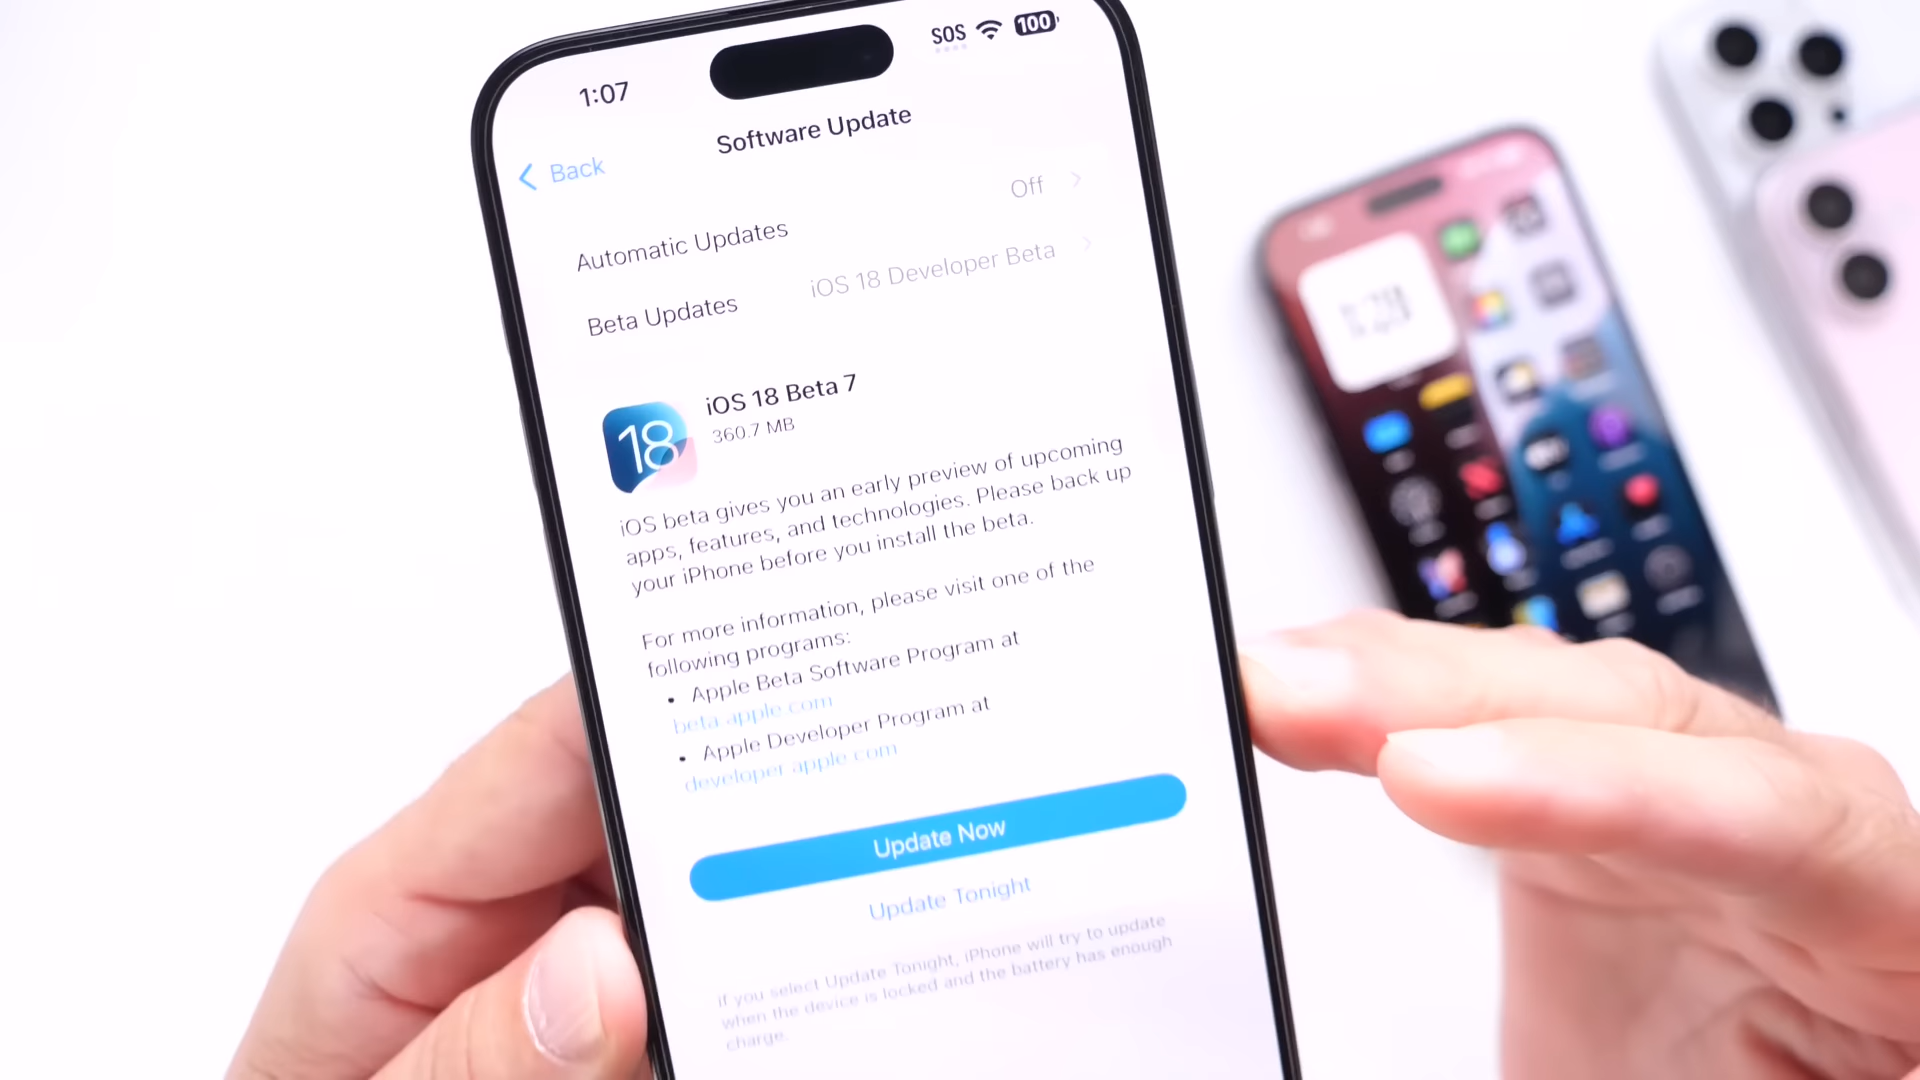 1:07
SOS 100
Back
Software Update
Automatic Updates Off
Beta Updates iOS 18 Developer Beta
18
iOS 18 Beta 7
360.7 MB
iOS beta gives you an early preview of upcoming
apps, features, and technologies. Please back up
your iPhone before you install the beta.
For more information, please visit one of the
following programs:
• Apple Beta Software Program at
beta.apple.com
• Apple Developer Program at
developer.apple.com
Update Now
Update Tonight
If you select Update Tonight, iPhone will try to update
when the device is locked and the battery has enough
charge.